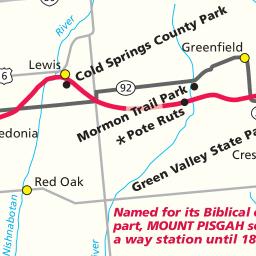 River
Cold Springs County Park
Lewis
Greenfield
6
92
Mormon Trail Park
*Pote Ruts
edonia
Green Valley State Pa
Cres
Red Oak
Nishnabotan
Named for its Biblical c
part, MOUNT PISGAH se
a way station until 18